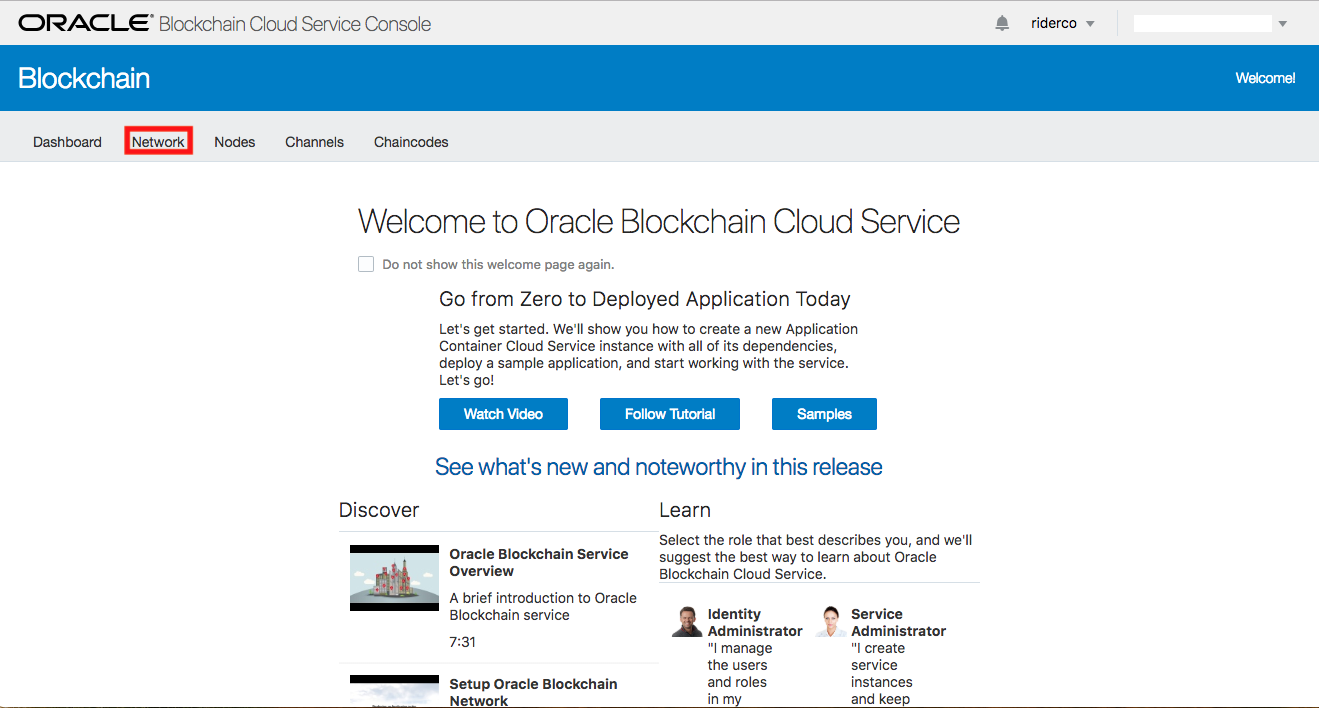 ORACLE® Blockchain Cloud Service Console
riderco
Blockchain
Welcome!
Dashboard
Network
Nodes
Channels
Chaincodes
Welcome to Oracle Blockchain Cloud Service
Do not show this welcome page again.
Go from Zero to Deployed Application Today
Let's get started. We'll show you how to create a new Application
Container Cloud Service instance with all of its dependencies,
deploy a sample application, and start working with the service.
Let's go!
Watch Video
Follow Tutorial
Samples
See what's new and noteworthy in this release
Discover
Oracle Blockchain Service
Overview
A brief introduction to Oracle
Blockchain service
7:31
Setup Oracle Blockchain
Network
Learn
Select the role that best describes you, and we'll
suggest the best way to learn about Oracle
Blockchain Cloud Service.
Identity
Administrator
"I manage
the users
and roles
in my
Service
Administrator
"I create
service
instances
and keep